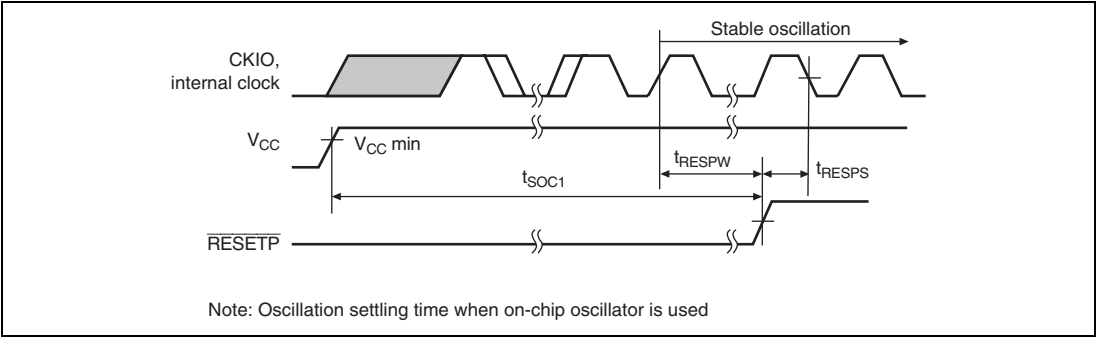 Stable oscillation
CKIO,
internal clock
VCC
VCC min
tRESPW
tRESPS
tSOC1
RESETP
Note: Oscillation settling time when on-chip oscillator is used